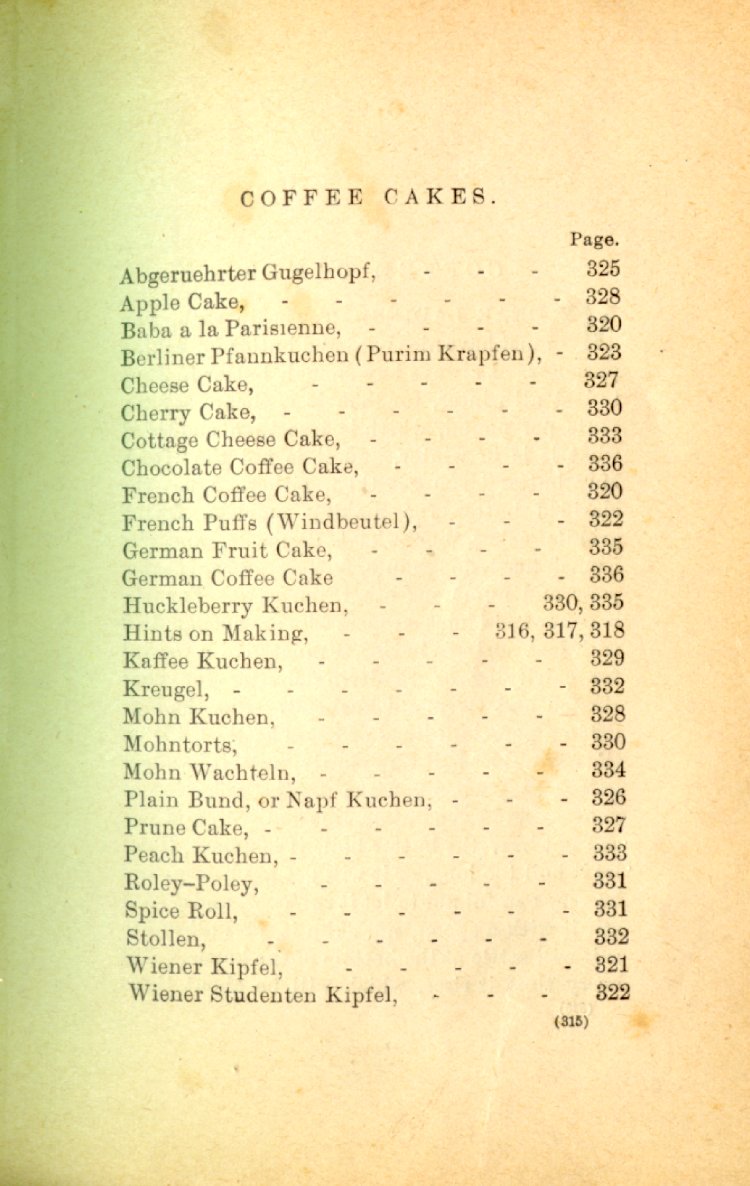 COFFEE CAKES.
Page.
Abgeruehrter Gugelhopf, - - - 325
Apple Cake, - - - - - - 328
Baba a la Parisienne, - - - - 320
Berliner Pfannkuchen (Purim Krapfen), - 323
Cheese Cake, - - - - - 327
Cherry Cake, - - - - - - 330
Cottage Cheese Cake, - - - - 333
Chocolate Coffee Cake, - - - - 336
French Coffee Cake, - - - - 320
French Puffs (Windbeutel), - - - 322
German Fruit Cake, - - - - 335
German Coffee Cake - - - - 336
Huckleberry Kuchen, - - - 330, 335
Hints on Making, - - - 316, 317, 318
Kaffee Kuchen, - - - - - 329
Kreugel, - - - - - - - 332
Mohn Kuchen, - - - - - 328
Mohntorts, - - - - - - 330
Mohn Wachteln, - - - - - 334
Plain Bund, or Napf Kuchen, - - - 326
Prune Cake, - - - - - - 327
Peach Kuchen, - - - - - - 333
Roley-Poley, - - - - - 331
Spice Roll, - - - - - - 331
Stollen, - - - - - - 332
Wiener Kipfel, - - - - - 321
Wiener Studenten Kipfel, - - - 322
(315)